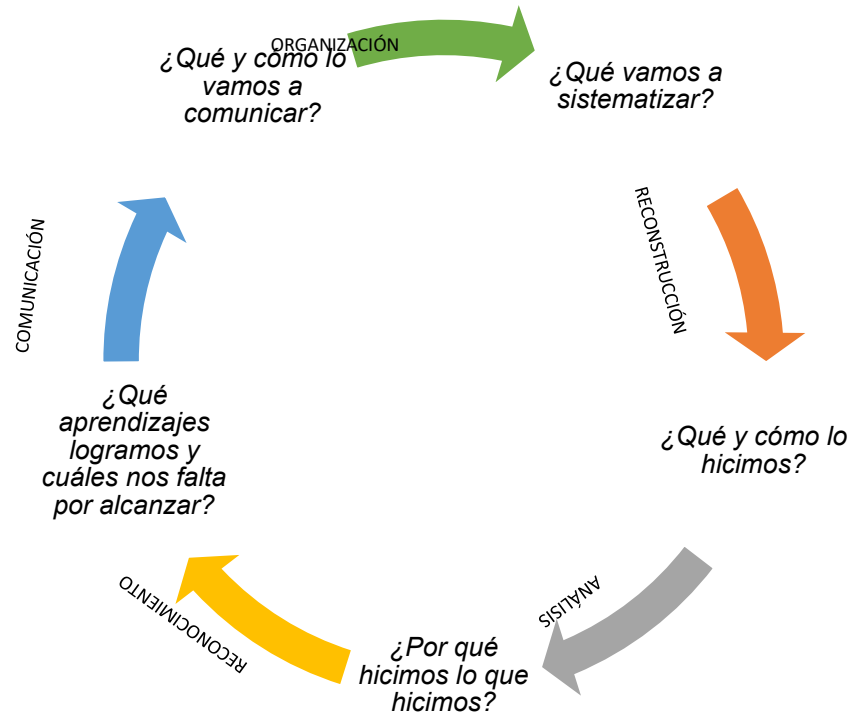 ORGANIZACIÓN
¿Qué y cómo lo
vamos a
comunicar?
¿Qué vamos a
sistematizar?
RECONSTRUCCIÓN
¿Qué y cómo lo
hicimos?
ANÁLISIS
¿Por qué
hicimos lo que
hicimos?
RECONOCIMIENTO
¿Qué
aprendizajes
logramos y
cuáles nos falta
por alcanzar?
COMUNICACIÓN